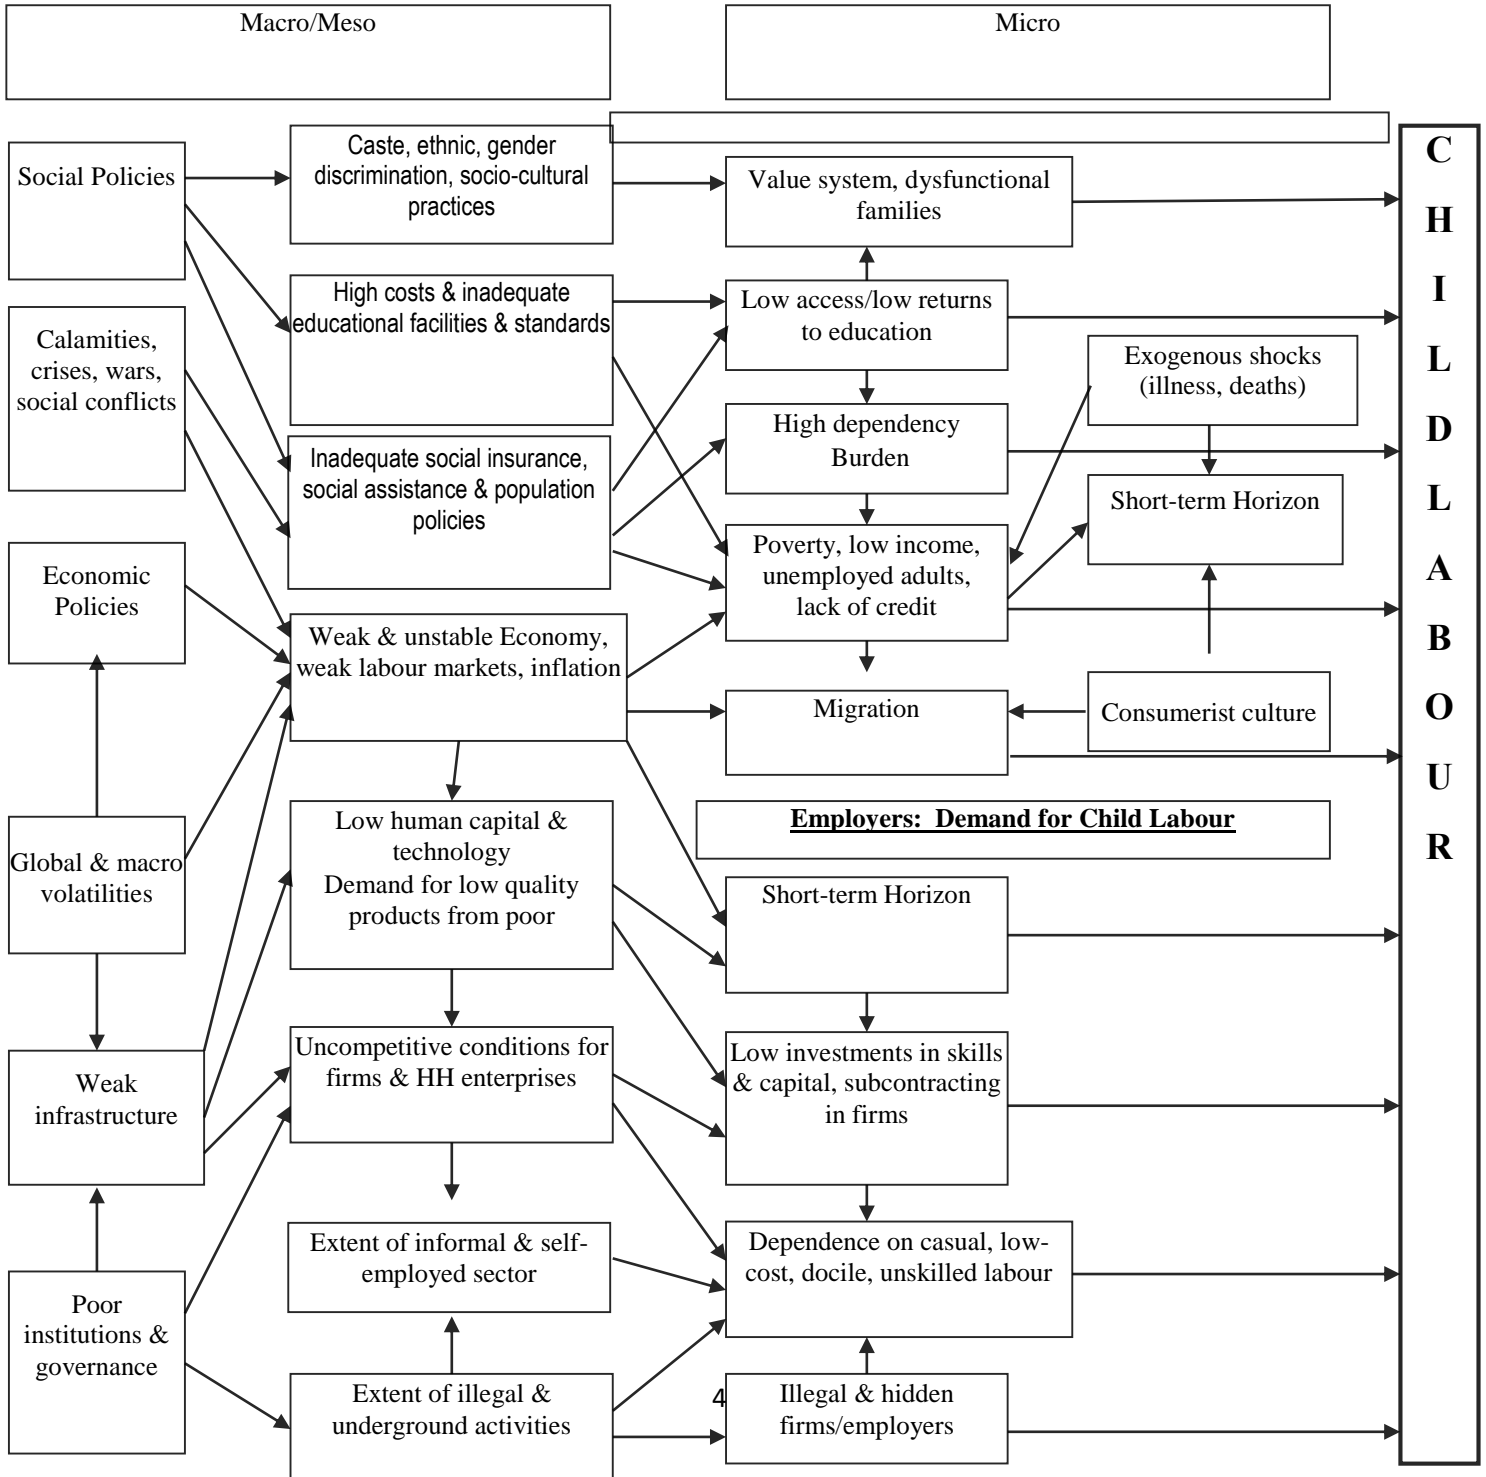 Macro/Meso
Micro
Social Policies
Caste, ethnic, gender
discrimination, socio-cultural
practices
Value system, dysfunctional
families
High costs & inadequate
educational facilities & standards
Low access/low returns
to education
Calamities,
crises, wars,
social conflicts
Exogenous shocks
(illness, deaths)
Inadequate social insurance,
social assistance & population
policies
High dependency
Burden
Short-term Horizon
Economic
Policies
Poverty, low income,
unemployed adults,
lack of credit
Weak & unstable Economy,
weak labour markets, inflation
Migration
Consumerist culture
Global & macro
volatilities
Low human capital &
technology
Demand for low quality
products from poor
Employers:  Demand for Child Labour
Short-term Horizon
Weak
infrastructure
Uncompetitive conditions for
firms & HH enterprises
Low investments in skills
& capital, subcontracting
in firms
Extent of informal & self-
employed sector
Dependence on casual, low-
cost, docile, unskilled labour
Poor
institutions &
governance
Extent of illegal &
underground activities
4
Illegal & hidden
firms/employers
C
H
I
L
D
L
A
B
O
U
R